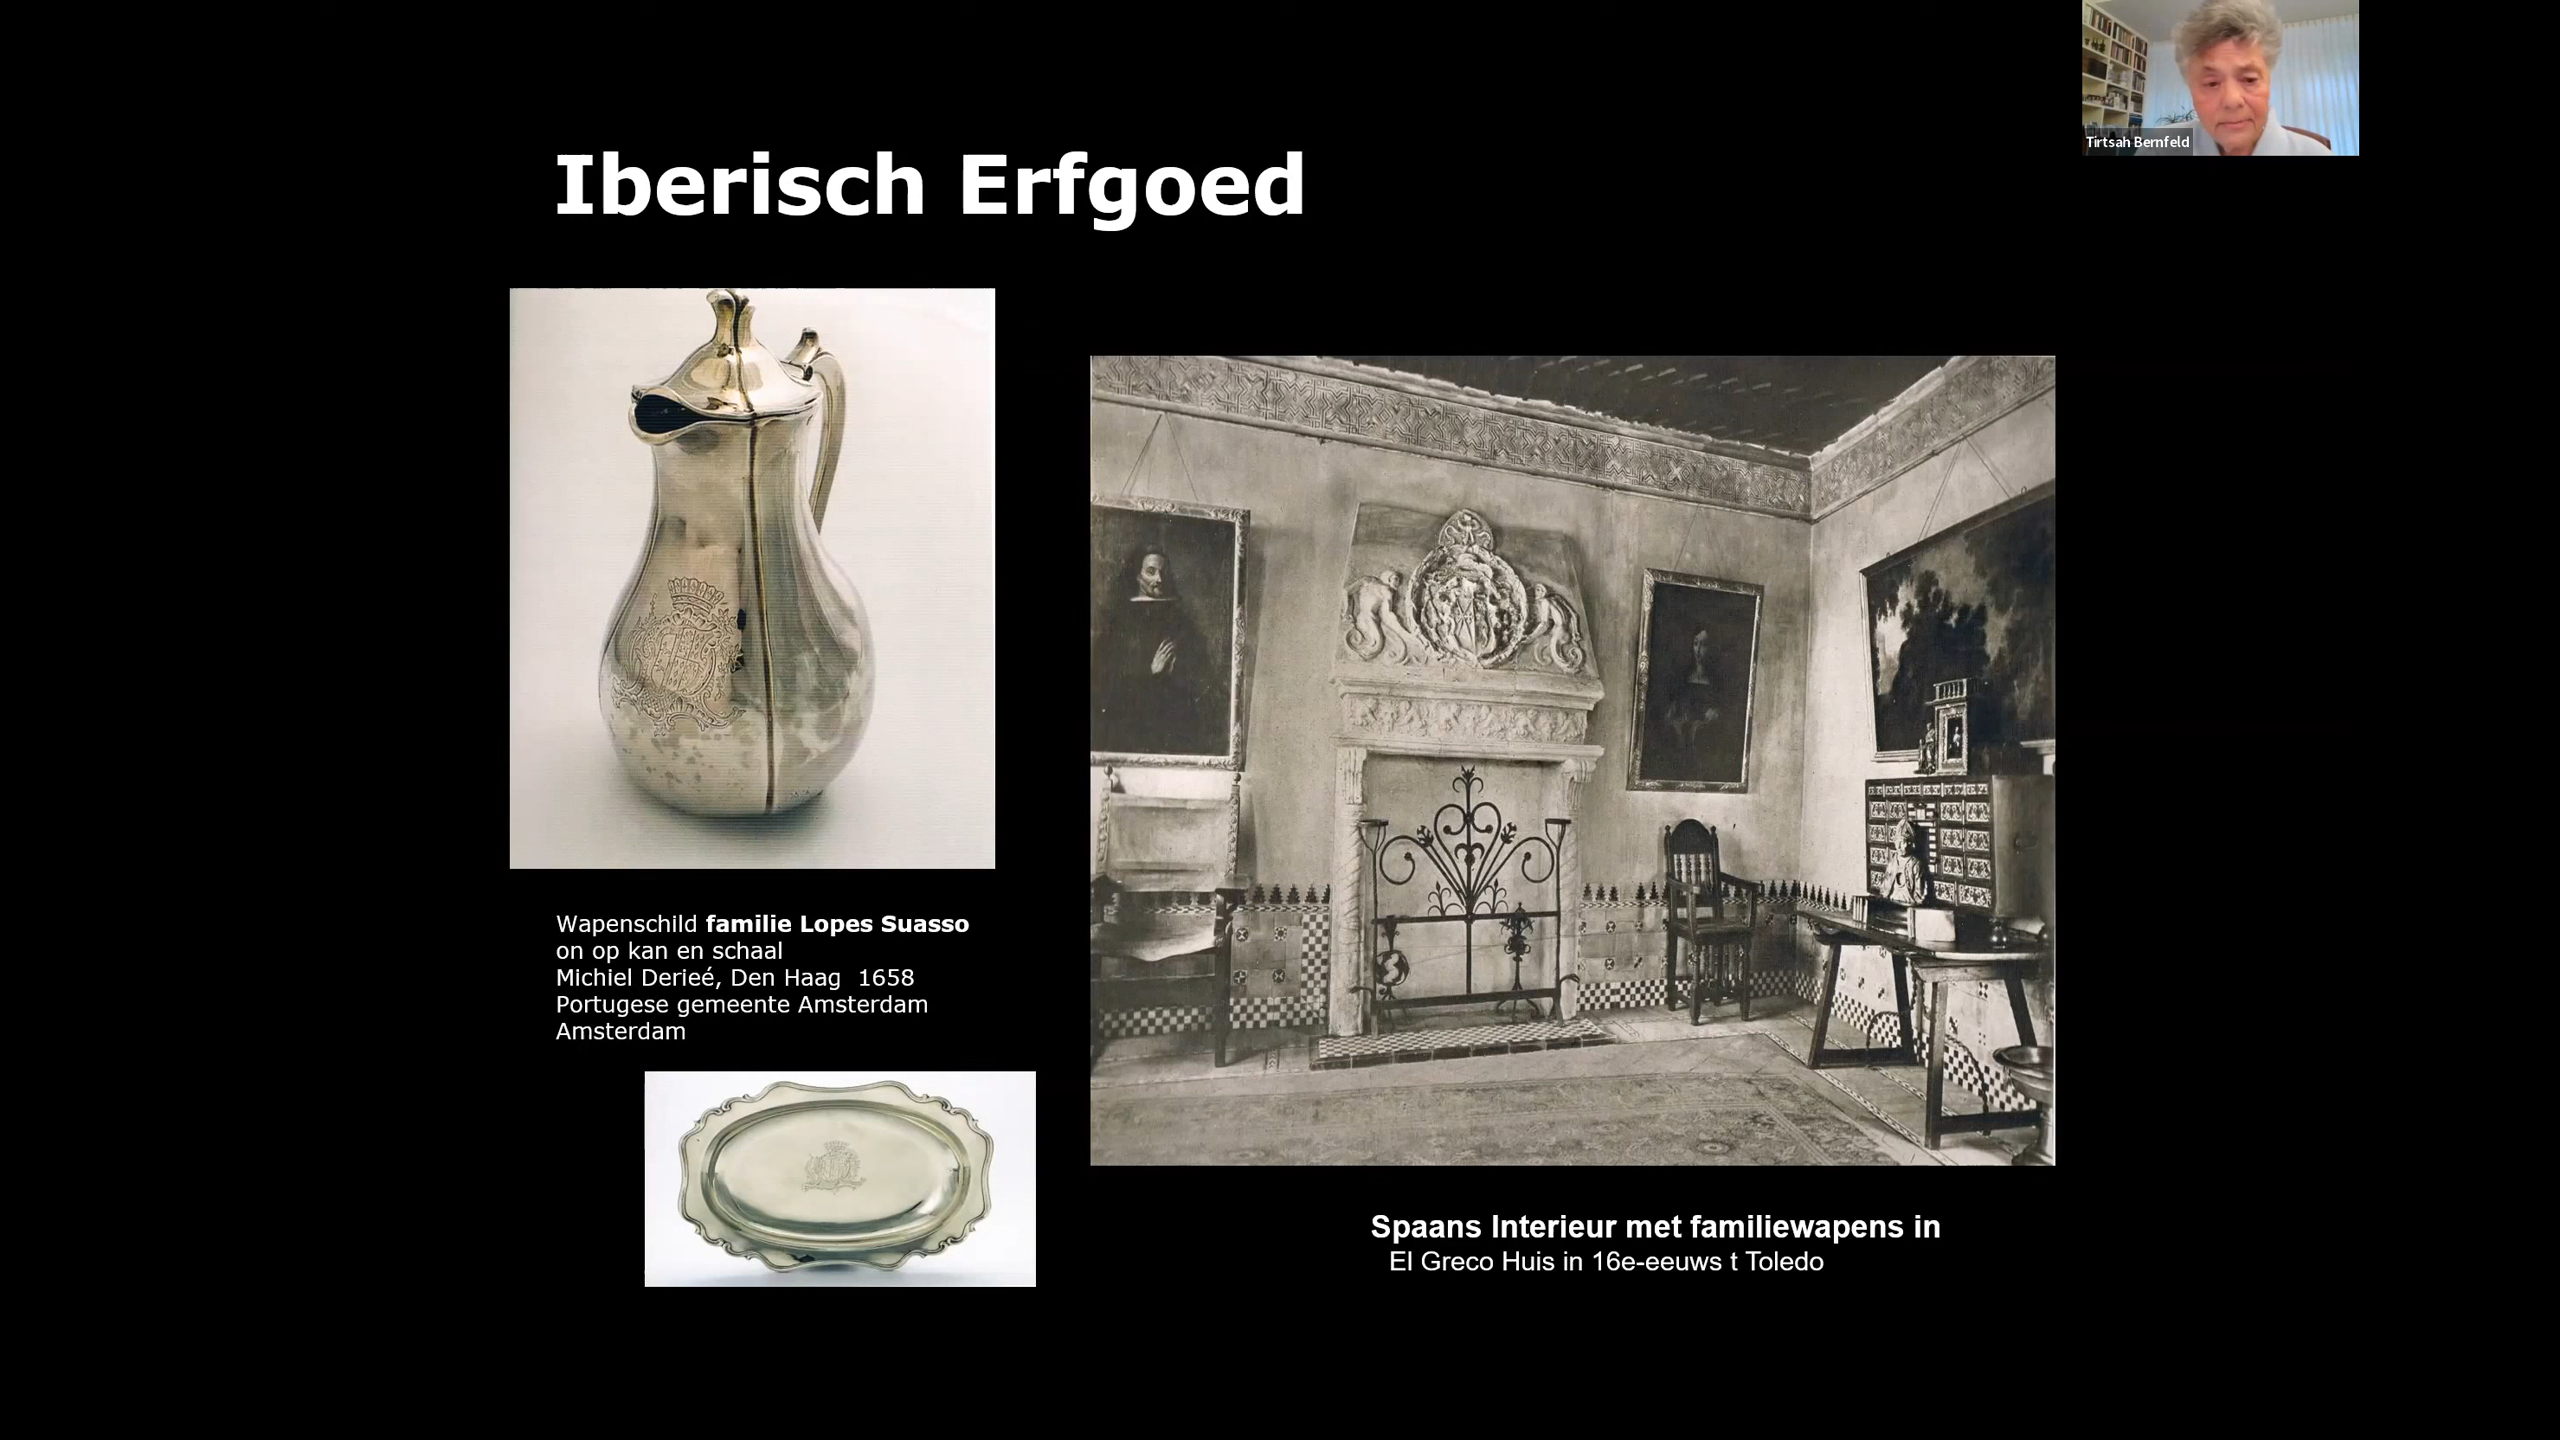 Tirtsah Bernfeld
Iberisch Erfgoed
Wapenschild familie Lopes Suasso
on op kan en schaal
Michiel Derieé, Den Haag  1658
Portugese gemeente Amsterdam
Amsterdam
Spaans Interieur met familiewapens in
El Greco Huis in 16e-eeuws t Toledo